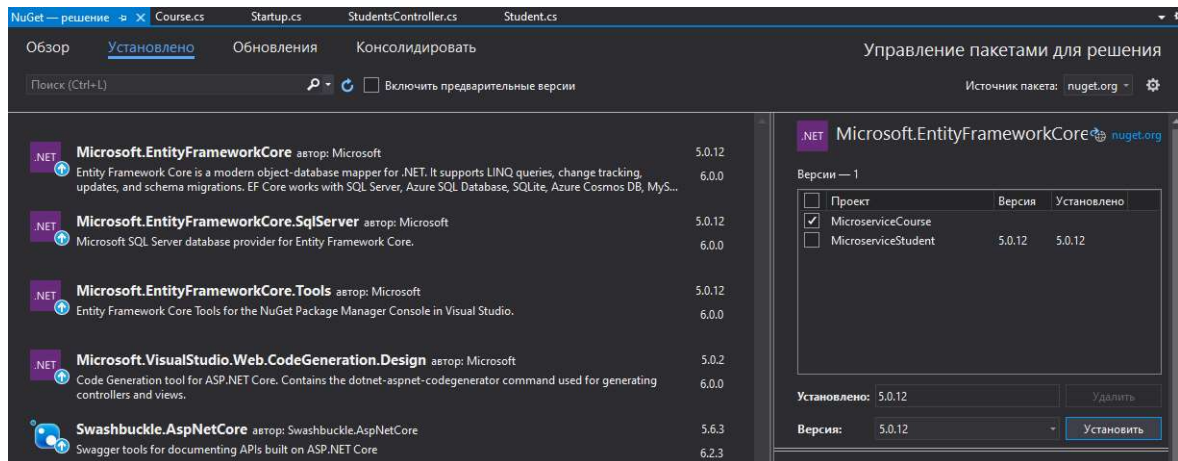 NuGet — решение Course.cs Startup.cs StudentsController.cs Student.cs
Обзор Установлено Обновления Консолидировать Управление пакетами для решения
Поиск (Ctrl+L) Включить предварительные версии Источник пакета: nuget.org
.NET Microsoft.EntityFrameworkCore автор: Microsoft 5.0.12
Entity Framework Core is a modern object-database mapper for .NET. It supports LINQ queries, change tracking, 6.0.0
updates, and schema migrations. EF Core works with SQL Server, Azure SQL Database, SQLite, Azure Cosmos DB, MyS...
.NET Microsoft.EntityFrameworkCore.SqlServer автор: Microsoft 5.0.12
Microsoft SQL Server database provider for Entity Framework Core. 6.0.0
.NET Microsoft.EntityFrameworkCore.Tools автор: Microsoft 5.0.12
Entity Framework Core Tools for the NuGet Package Manager Console in Visual Studio. 6.0.0
.NET Microsoft.VisualStudio.Web.CodeGeneration.Design автор: Microsoft 5.0.2
Code Generation tool for ASP.NET Core. Contains the dotnet-aspnet-codegenerator command used for generating 6.0.0
controllers and views.
Swashbuckle.AspNetCore автор: Swashbuckle.AspNetCore 5.6.3
Swagger tools for documenting APIs built on ASP.NET Core 6.2.3
.NET Microsoft.EntityFrameworkCore nuget.org
Версии — 1
Проект Версия Установлено
MicroserviceCourse
MicroserviceStudent 5.0.12 5.0.12
Установлено: 5.0.12 Удалить
Версия: 5.0.12 Установить